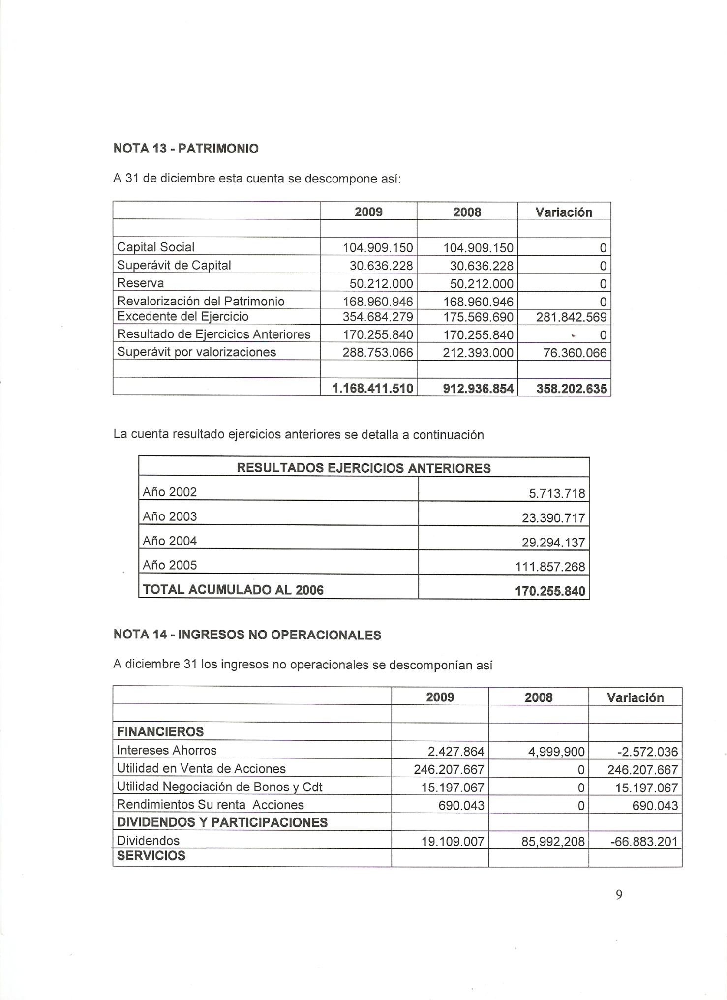 NOTA 13 - PATRIMONIO
A 31 de diciembre esta cuenta se descompone así:
2009 2008 Variación
Capital Social 104.909.150 104.909.150 0
Superávit de Capital 30.636.228 30.636.228 0
Reserva 50.212.000 50.212.000 0
Revalorización del Patrimonio 168.960.946 168.960.946 0
Excedente del Ejercicio 354.684.279 175.569.690 281.842.569
Resultado de Ejercicios Anteriores 170.255.840 170.255.840 0
Superávit por valorizaciones 288.753.066 212.393.000 76.360.066
1.168.411.510 912.936.854 358.202.635
La cuenta resultado ejercicios anteriores se detalla a continuación
RESULTADOS EJERCICIOS ANTERIORES
Año 2002 5.713.718
Año 2003 23.390.717
Año 2004 29.294.137
Año 2005 111.857.268
TOTAL ACUMULADO AL 2006 170.255.840
NOTA 14 - INGRESOS NO OPERACIONALES
A diciembre 31 los ingresos no operacionales se descomponían así
2009 2008 Variación
FINANCIEROS
Intereses Ahorros 2.427.864 4,999,900 -2.572.036
Utilidad en Venta de Acciones 246.207.667 0 246.207.667
Utilidad Negociación de Bonos y Cdt 15.197.067 0 15.197.067
Rendimientos Su renta Acciones 690.043 0 690.043
DIVIDENDOS Y PARTICIPACIONES
Dividendos 19.109.007 85,992,208 -66.883.201
SERVICIOS
9